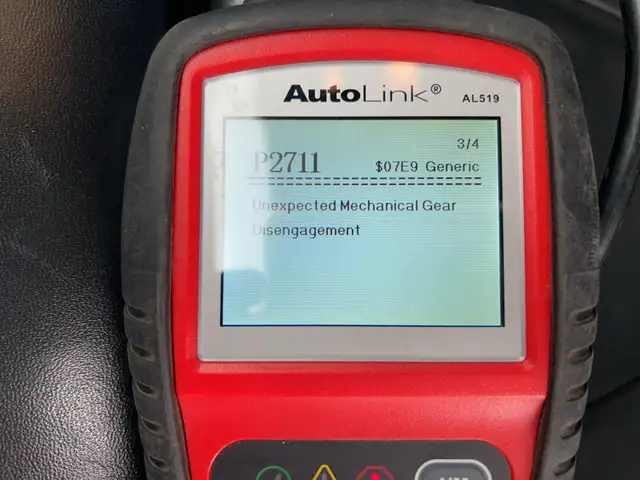 AutoLink® AL519
3/4
P2711 $07E9 Generic
Unexpected Mechanical Gear
Disengagement